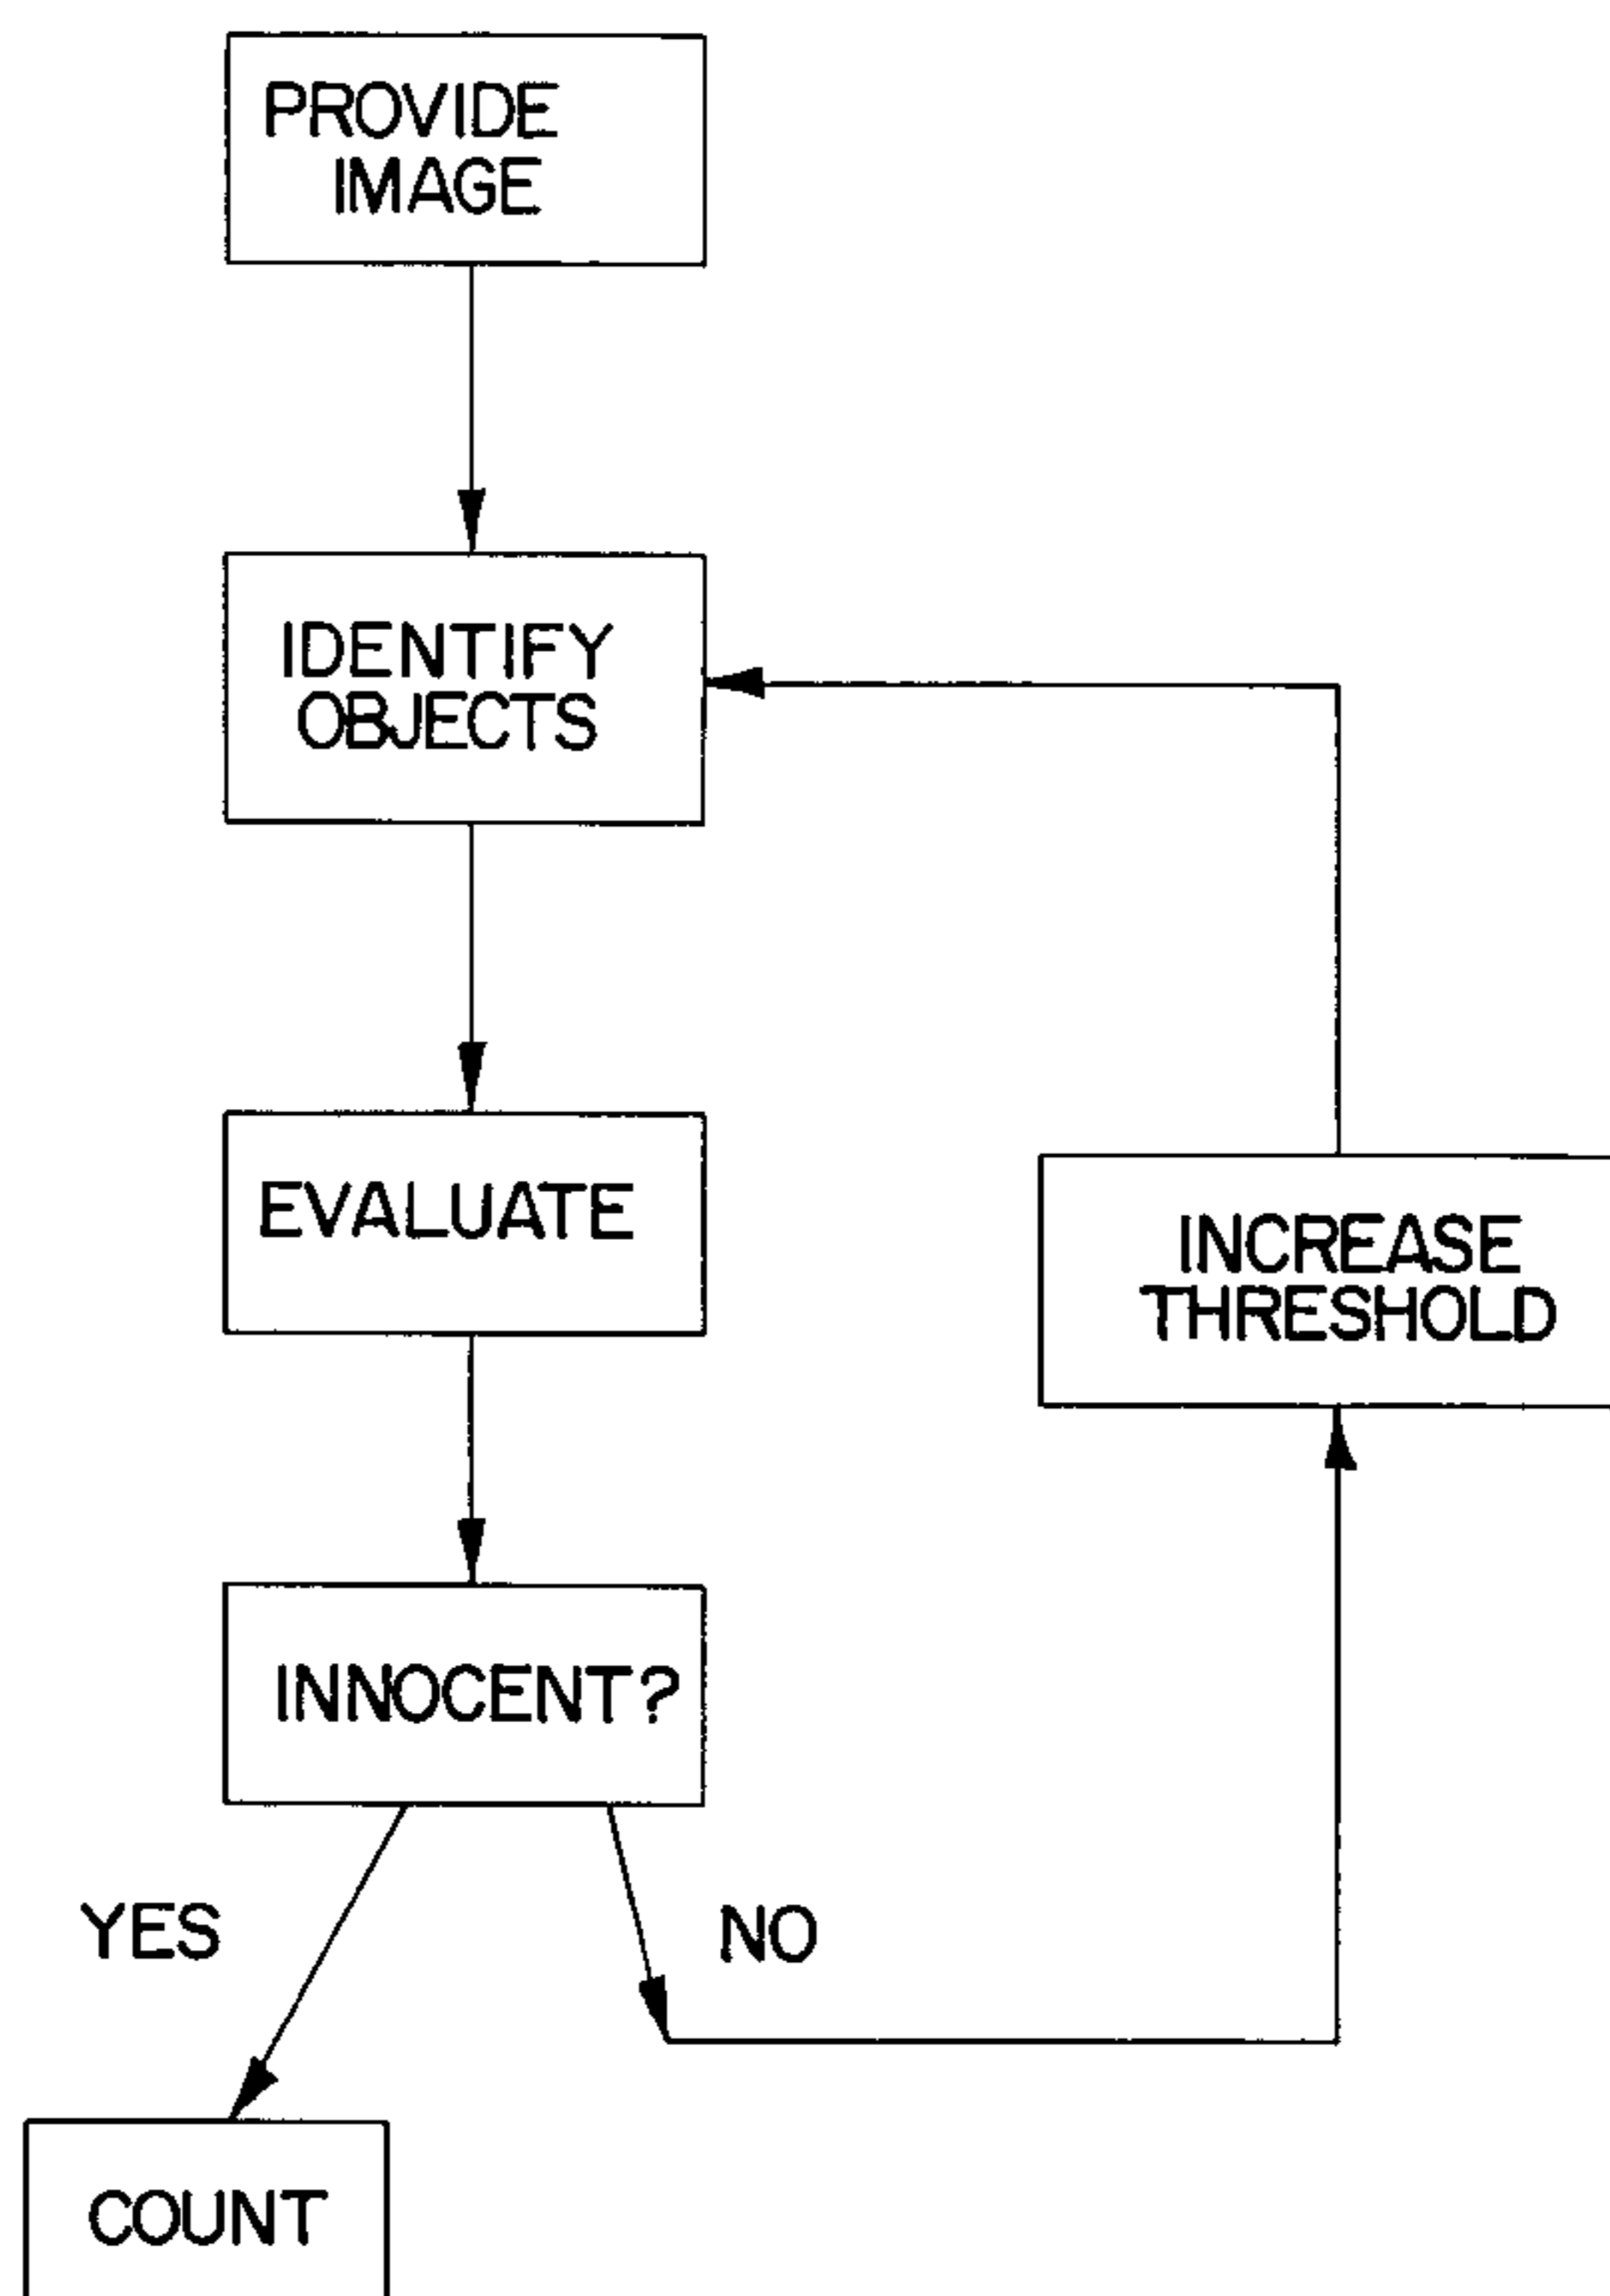 PROVIDE
IMAGE
IDENTIFY
OBJECTS
EVALUATE
INCREASE
THRESHOLD
INNOCENT?
YES
NO
COUNT